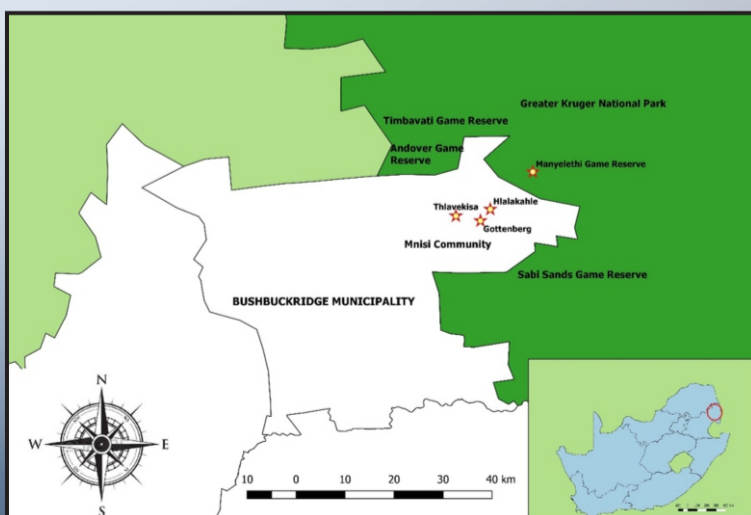 Greater Kruger National Park
Timbavati Game Reserve
Andover Game
Reserve
Manyelethi Game Reserve
Hlalakahle
Thlavekisa
Gottenberg
Mnisi Community
Sabi Sands Game Reserve
BUSHBUCKRIDGE MUNICIPALITY
N
W E
S
10 0 10 20 30 40 km